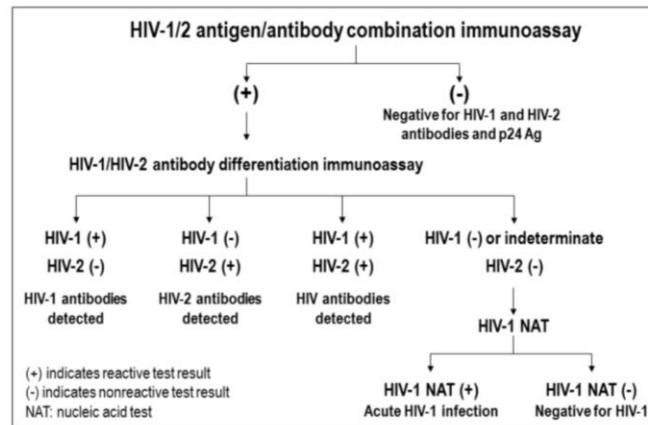 HIV-1/2 antigen/antibody combination immunoassay
(+)
(-)
Negative for HIV-1 and HIV-2
antibodies and p24 Ag
HIV-1/HIV-2 antibody differentiation immunoassay
HIV-1 (+)
HIV-2 (-)
HIV-1 antibodies
detected
HIV-1 (-)
HIV-2 (+)
HIV-2 antibodies
detected
HIV-1 (+)
HIV-2 (+)
HIV antibodies
detected
HIV-1 (-) or indeterminate
HIV-2 (-)
HIV-1 NAT
HIV-1 NAT (+)
Acute HIV-1 infection
HIV-1 NAT (-)
Negative for HIV-1
(+) indicates reactive test result
(-) indicates nonreactive test result
NAT: nucleic acid test